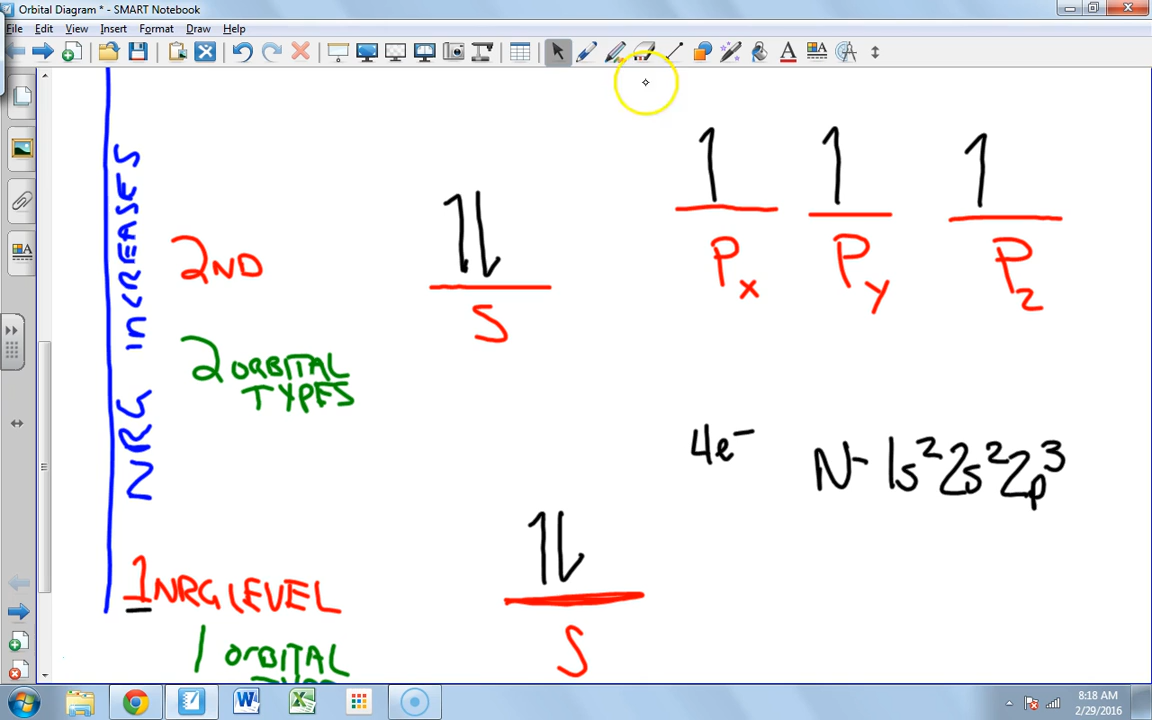 Orbital Diagram * - SMART Notebook
File Edit View Insert Format Draw Help
NRG INCREASES
2ND
S
Px Py Pz
2 ORBITAL
TYPES
4e⁻
N- 1s²2s²2p³
1 NRG LEVEL
S
1 ORBITAL
8:18 AM
2/29/2016